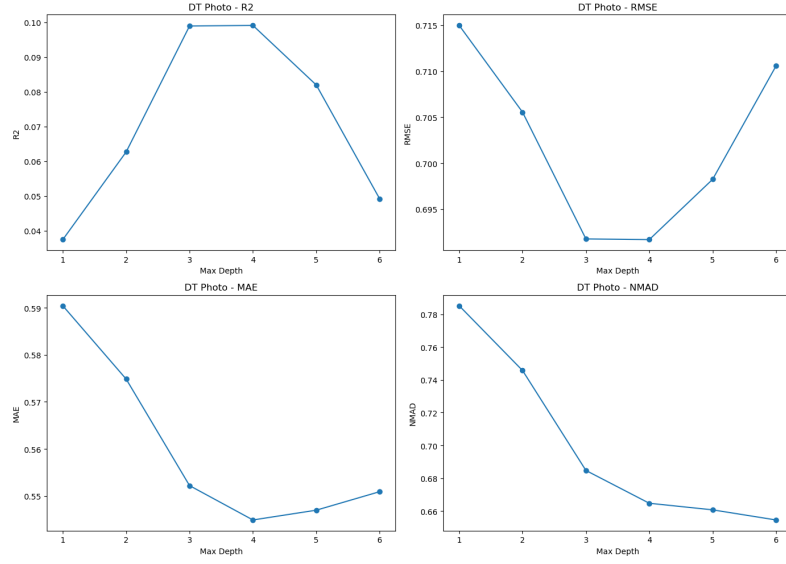 DT Photo - R2
R2
0.10
0.09
0.08
0.07
0.06
0.05
0.04
1 2 3 4 5 6
Max Depth
DT Photo - RMSE
RMSE
0.715
0.710
0.705
0.700
0.695
1 2 3 4 5 6
Max Depth
DT Photo - MAE
MAE
0.59
0.58
0.57
0.56
0.55
1 2 3 4 5 6
Max Depth
DT Photo - NMAD
NMAD
0.78
0.76
0.74
0.72
0.70
0.68
0.66
1 2 3 4 5 6
Max Depth